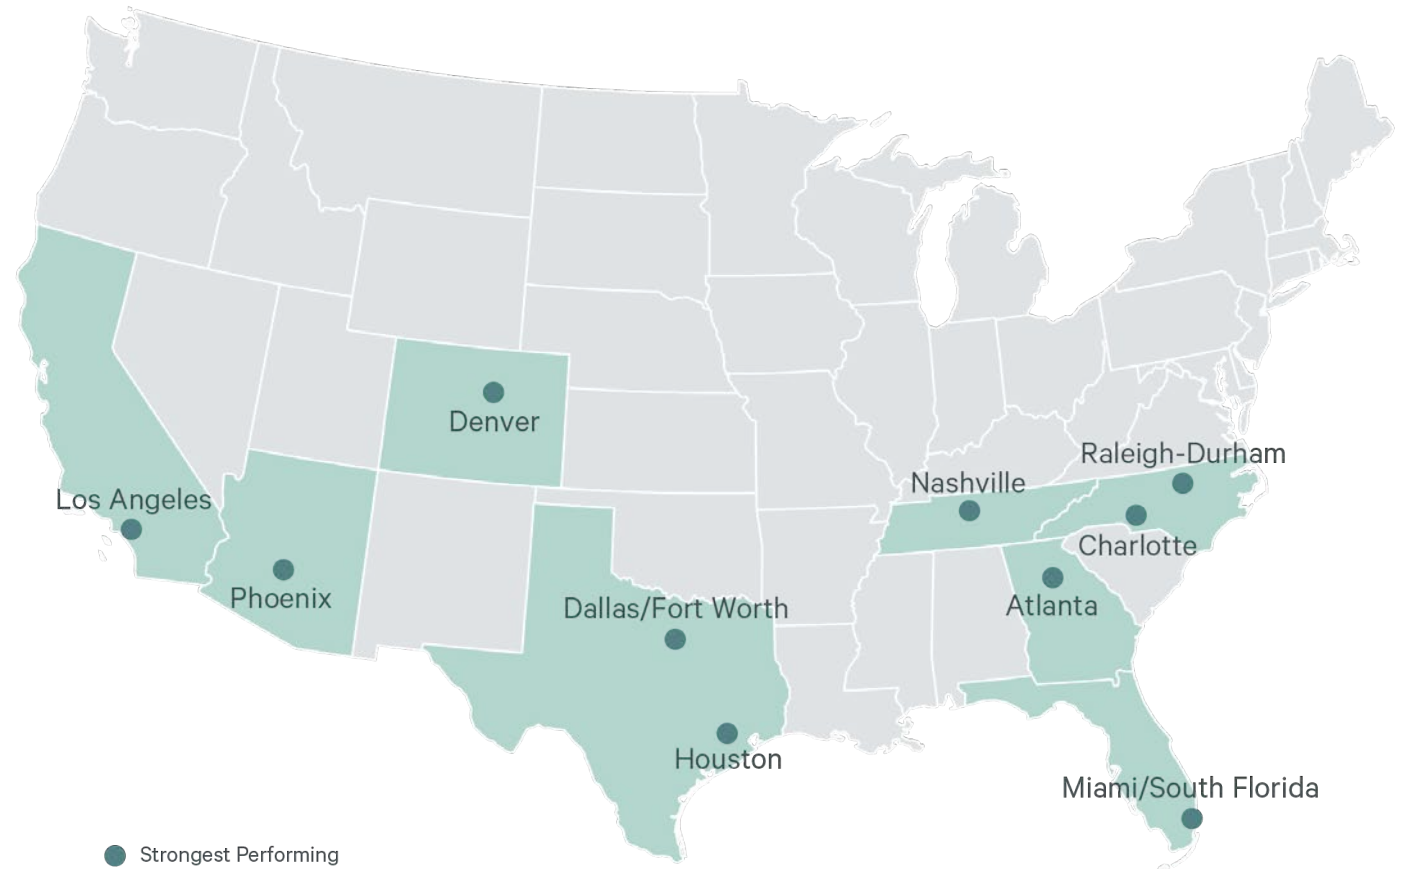 Denver
Raleigh-Durham
Nashville
Los Angeles
Charlotte
Phoenix
Dallas/Fort Worth
Atlanta
Houston
Miami/South Florida
Strongest Performing